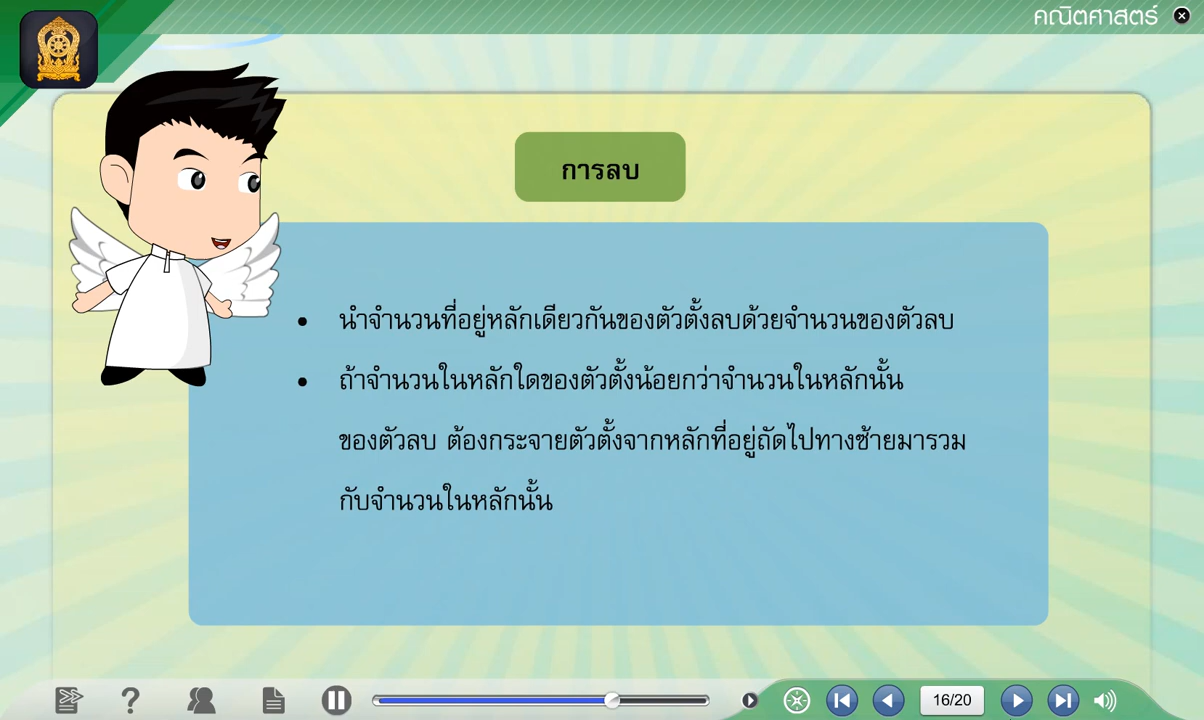 คณิตศาสตร์
การลบ
• นำจำนวนที่อยู่หลักเดียวกันของตัวตั้งลบด้วยจำนวนของตัวลบ
• ถ้าจำนวนในหลักใดของตัวตั้งน้อยกว่าจำนวนในหลักนั้น
ของตัวลบ ต้องกระจายตัวตั้งจากหลักที่อยู่ถัดไปทางซ้ายมารวม
กับจำนวนในหลักนั้น
16/20